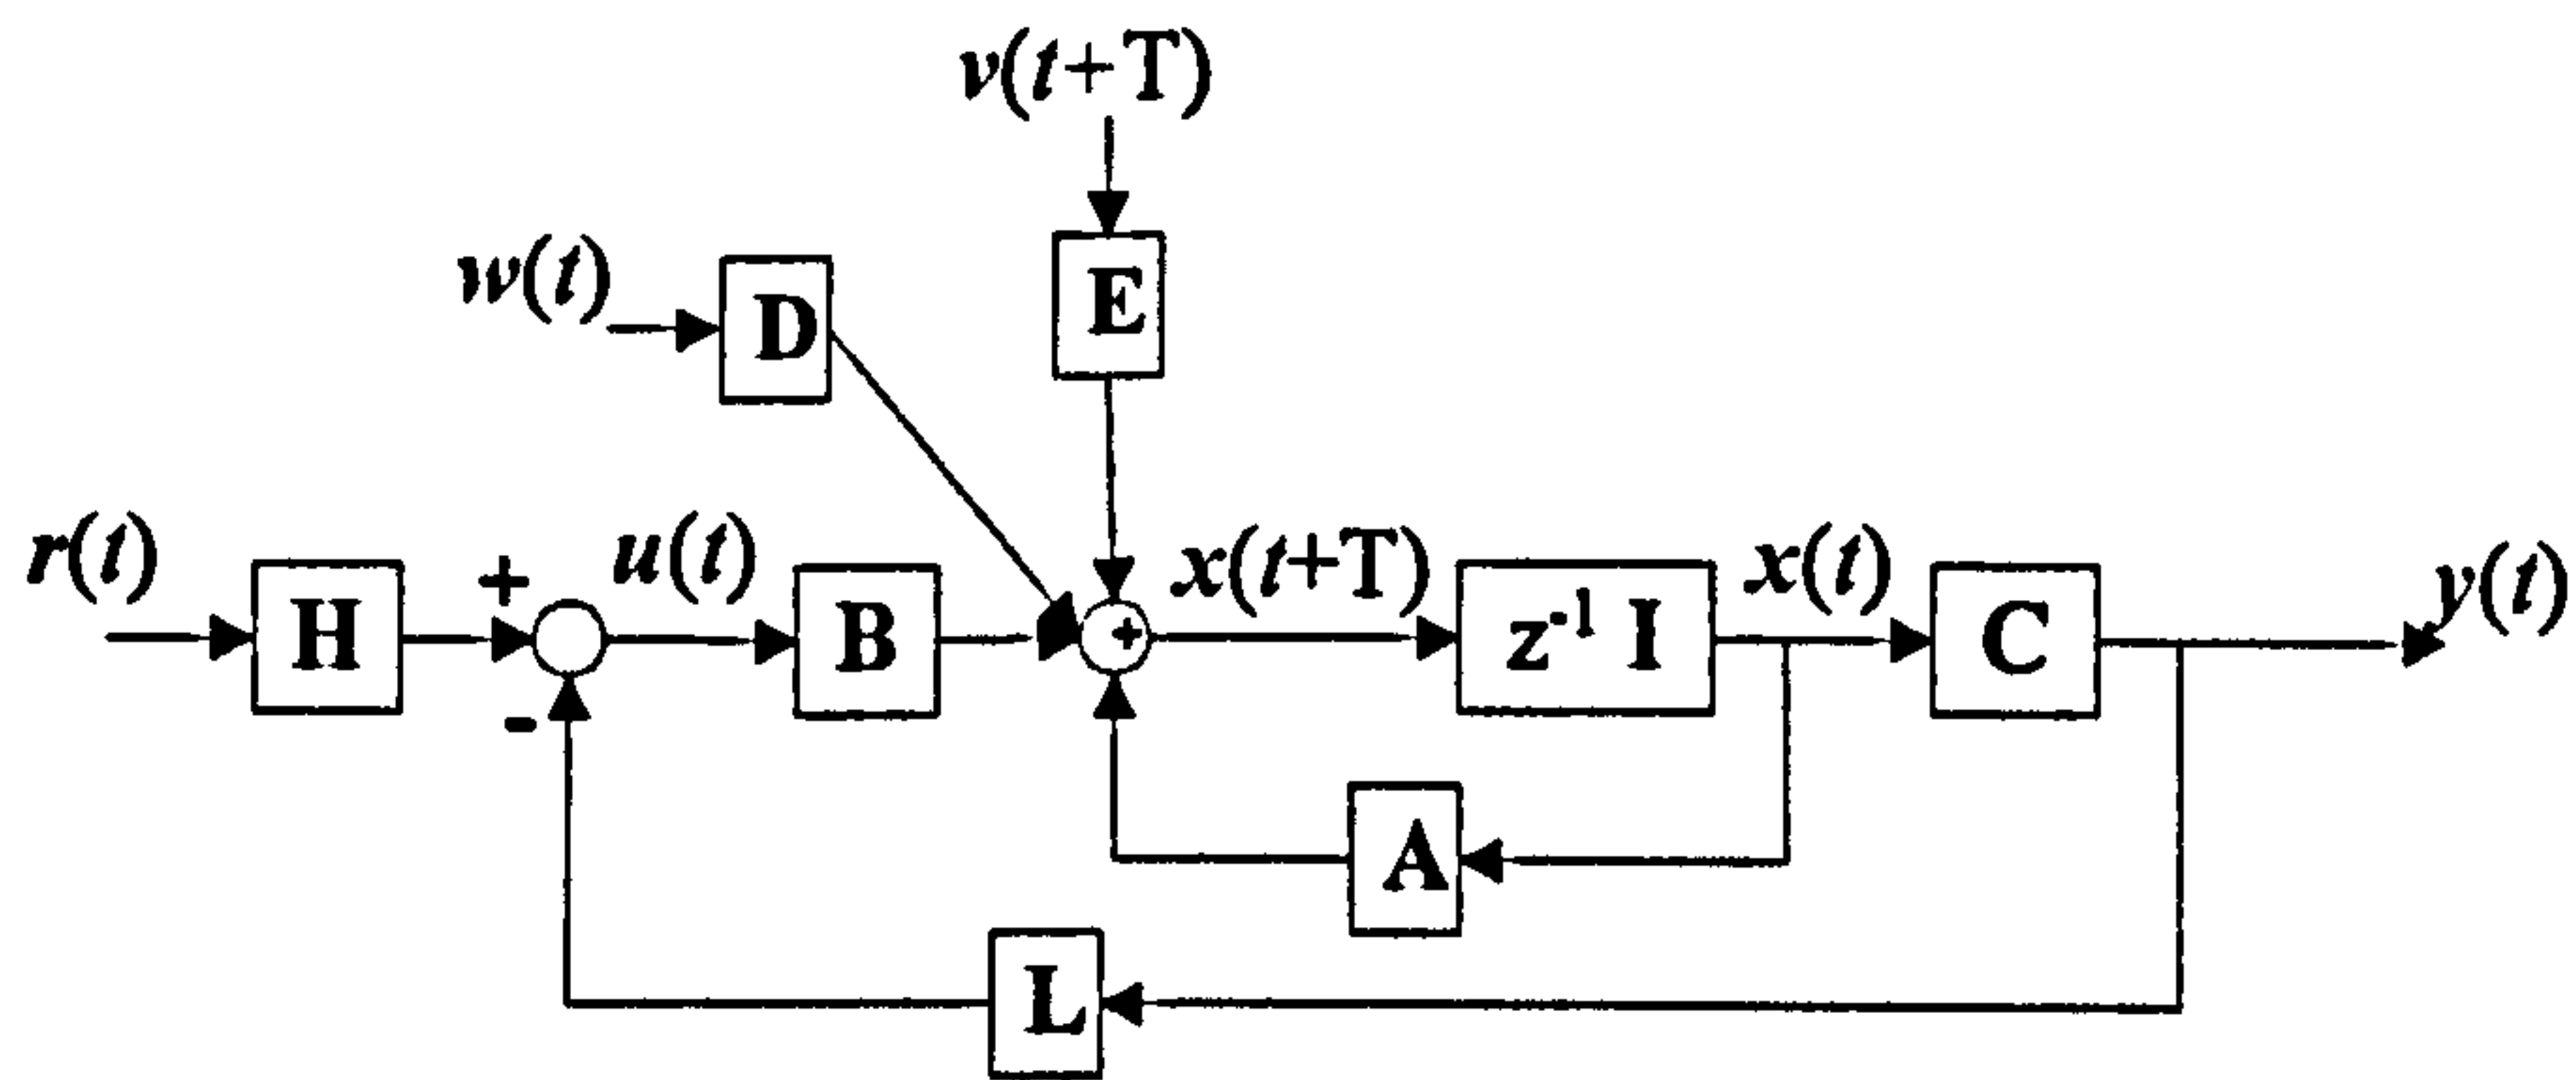 v(t+T)
w(t)
D
E
r(t)
H
+
-
u(t)
B
+
x(t+T)
z⁻¹ I
x(t)
C
y(t)
A
L